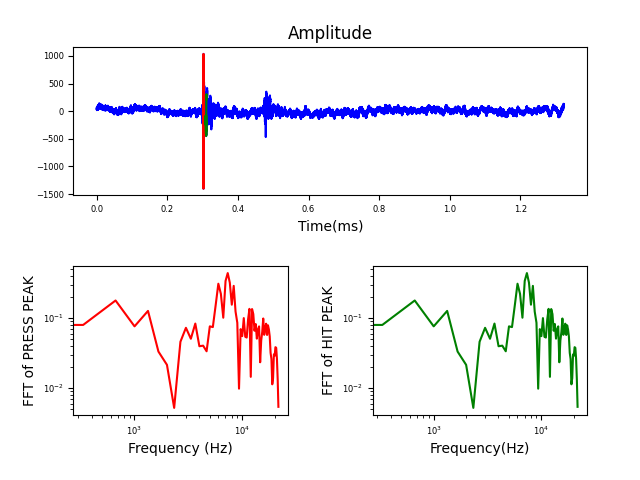 Amplitude
1000
500
0
−500
−1000
−1500
0.0 0.2 0.4 0.6 0.8 1.0 1.2
Time(ms)
FFT of PRESS PEAK
10⁻¹
10⁻²
10³ 10⁴
Frequency (Hz)
FFT of HIT PEAK
10⁻¹
10⁻²
10³ 10⁴
Frequency(Hz)